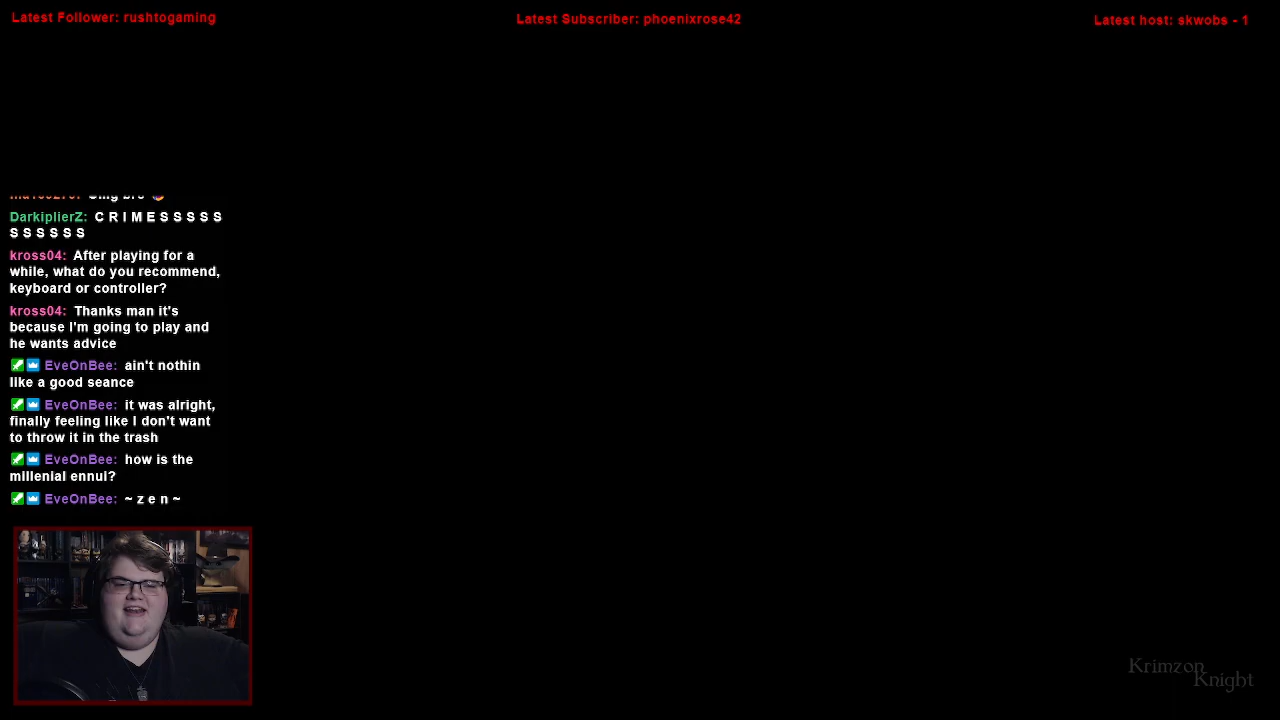 Latest Follower: rushtogaming
Latest Subscriber: phoenixrose42
Latest host: skwobs - 1
DarkiplierZ: C R I M E S S S S S
S S S S S S
kross04: After playing for a
while, what do you recommend,
keyboard or controller?
kross04: Thanks man it's
because I'm going to play and
he wants advice
EveOnBee: ain't nothin
like a good seance
EveOnBee: it was alright,
finally feeling like I don't want
to throw it in the trash
EveOnBee: how is the
millenial ennui?
EveOnBee: ~ z e n ~
Krimzon
Knight